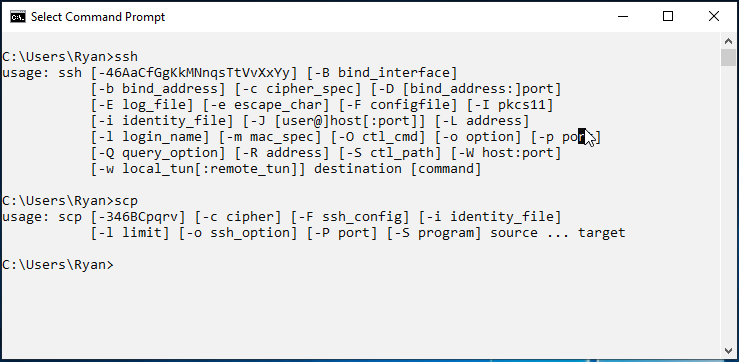 Select Command Prompt
C:\Users\Ryan>ssh
usage: ssh [-46AaCfGgKkMNnqsTtVvXxYy] [-B bind_interface]
           [-b bind_address] [-c cipher_spec] [-D [bind_address:]port]
           [-E log_file] [-e escape_char] [-F configfile] [-I pkcs11]
           [-i identity_file] [-J [user@]host[:port]] [-L address]
           [-l login_name] [-m mac_spec] [-O ctl_cmd] [-o option] [-p port]
           [-Q query_option] [-R address] [-S ctl_path] [-W host:port]
           [-w local_tun[:remote_tun]] destination [command]
C:\Users\Ryan>scp
usage: scp [-346BCpqrv] [-c cipher] [-F ssh_config] [-i identity_file]
           [-l limit] [-o ssh_option] [-P port] [-S program] source ... target
C:\Users\Ryan>